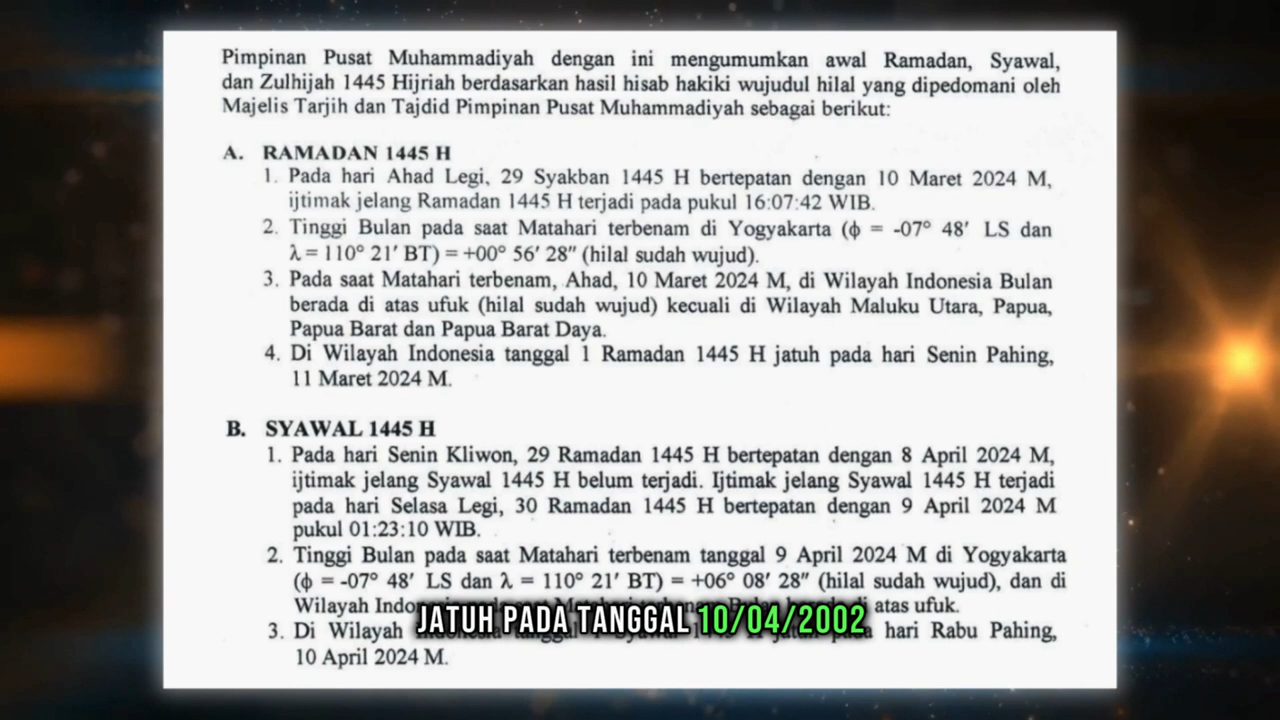 Pimpinan Pusat Muhammadiyah dengan ini mengumumkan awal Ramadan, Syawal,
dan Zulhijah 1445 Hijriah berdasarkan hasil hisab hakiki wujudul hilal yang dipedomani oleh
Majelis Tarjih dan Tajdid Pimpinan Pusat Muhammadiyah sebagai berikut:
A. RAMADAN 1445 H
1. Pada hari Ahad Legi, 29 Syakban 1445 H bertepatan dengan 10 Maret 2024 M,
ijtimak jelang Ramadan 1445 H terjadi pada pukul 16:07:42 WIB.
2. Tinggi Bulan pada saat Matahari terbenam di Yogyakarta (ϕ = -07° 48′ LS dan
λ = 110° 21′ BT) = +00° 56′ 28″ (hilal sudah wujud).
3. Pada saat Matahari terbenam, Ahad, 10 Maret 2024 M, di Wilayah Indonesia Bulan
berada di atas ufuk (hilal sudah wujud) kecuali di Wilayah Maluku Utara, Papua,
Papua Barat dan Papua Barat Daya.
4. Di Wilayah Indonesia tanggal 1 Ramadan 1445 H jatuh pada hari Senin Pahing,
11 Maret 2024 M.
B. SYAWAL 1445 H
1. Pada hari Senin Kliwon, 29 Ramadan 1445 H bertepatan dengan 8 April 2024 M,
ijtimak jelang Syawal 1445 H belum terjadi. Ijtimak jelang Syawal 1445 H terjadi
pada hari Selasa Legi, 30 Ramadan 1445 H bertepatan dengan 9 April 2024 M
pukul 01:23:10 WIB.
2. Tinggi Bulan pada saat Matahari terbenam tanggal 9 April 2024 M di Yogyakarta
(ϕ = -07° 48′ LS dan λ = 110° 21′ BT) = +06° 08′ 28″ (hilal sudah wujud), dan di
Wilayah atas ufuk.
JATUH PADA TANGGAL 10/04/2002
3. Di Wilayah hari Rabu Pahing,
10 April 2024 M.